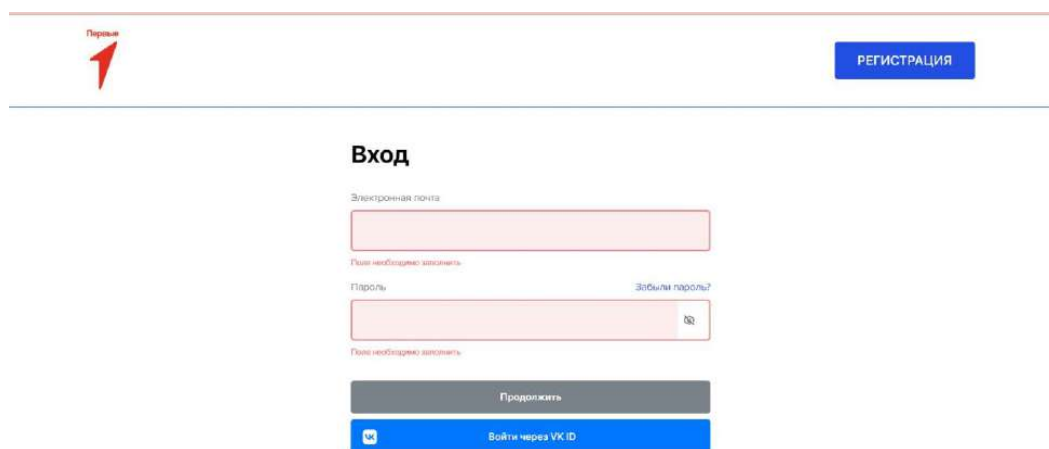 Первые
РЕГИСТРАЦИЯ
Вход
Электронная почта
Поле необходимо заполнить
Пароль
Забыли пароль?
Поле необходимо заполнить
Продолжить
Войти через VK ID